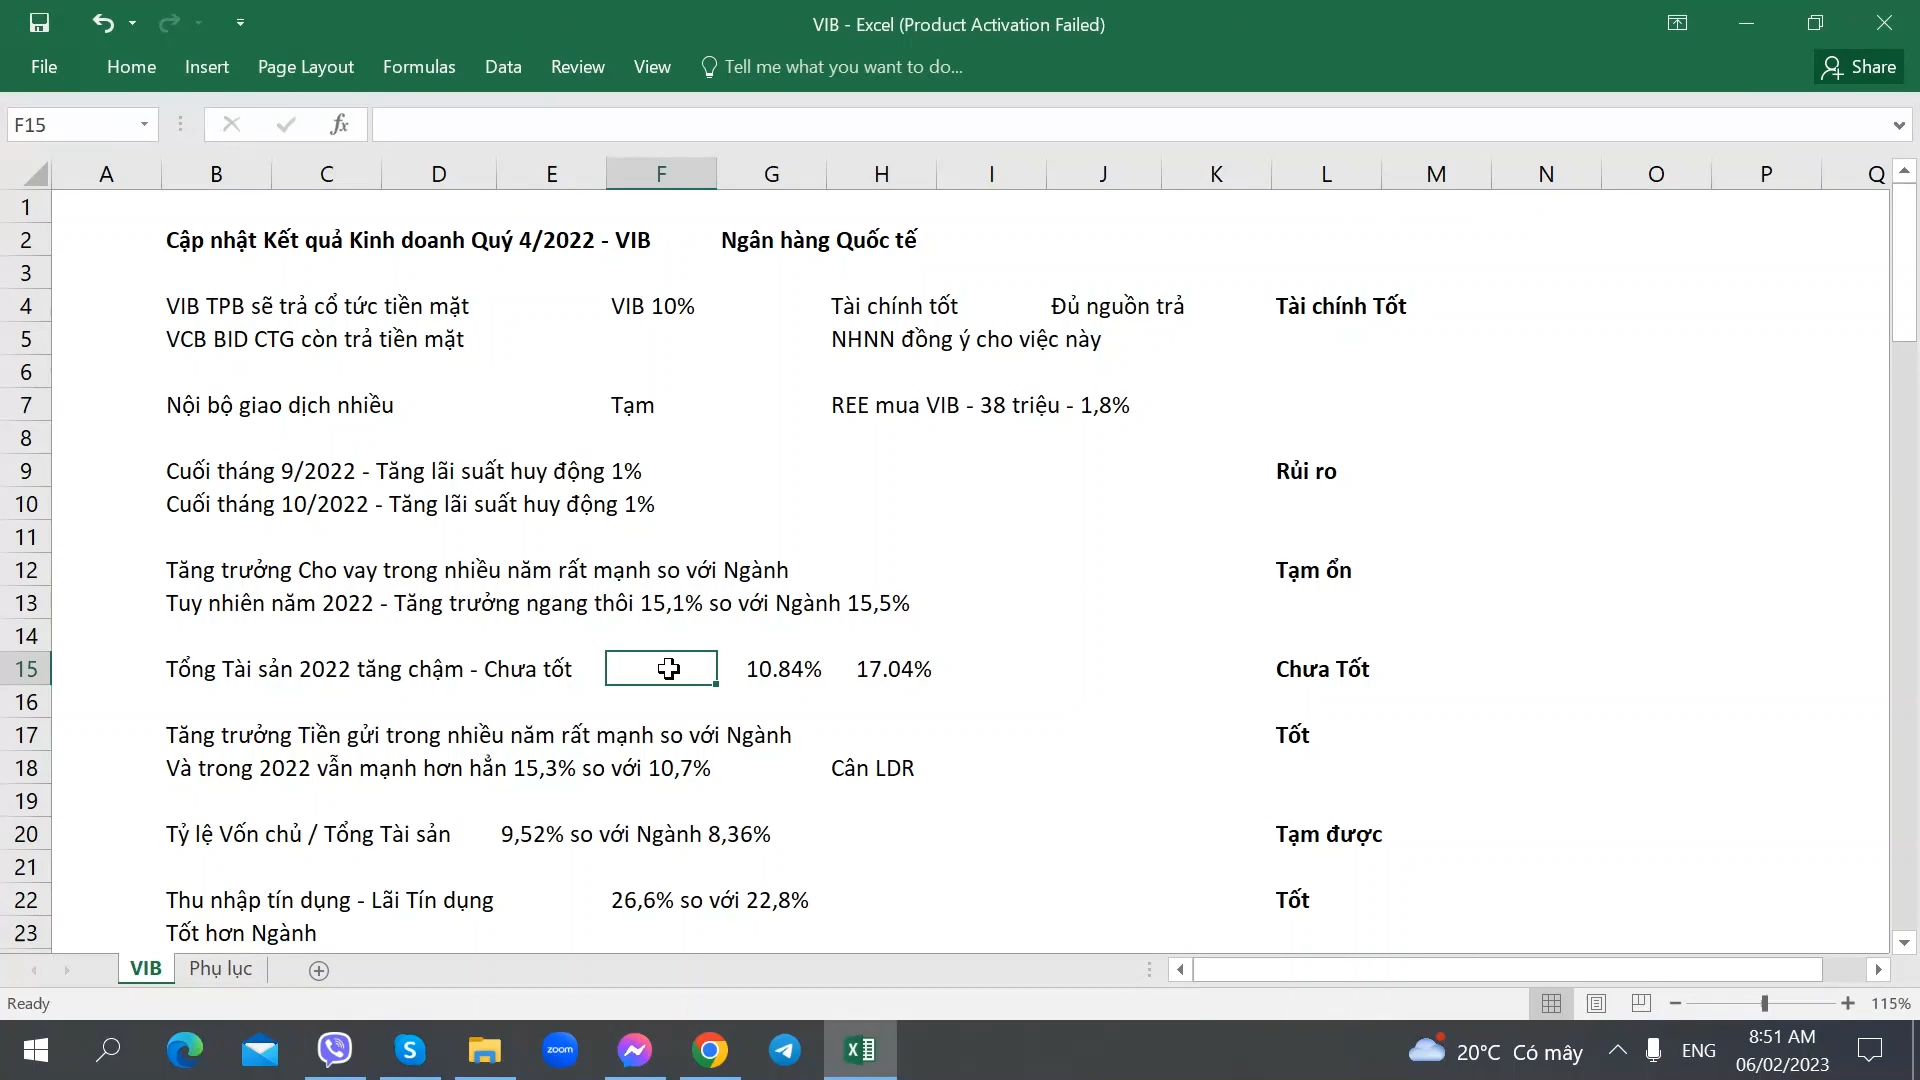 VIB - Excel (Product Activation Failed)
File Home Insert Page Layout Formulas Data Review View Tell me what you want to do... Share
F15 fx
A B C D E F G H I J K L M N O P Q
1
2 Cập nhật Kết quả Kinh doanh Quý 4/2022 - VIB Ngân hàng Quốc tế
3
4 VIB TPB sẽ trả cổ tức tiền mặt VIB 10% Tài chính tốt Đủ nguồn trả Tài chính Tốt
5 VCB BID CTG còn trả tiền mặt NHNN đồng ý cho việc này
6
7 Nội bộ giao dịch nhiều Tạm REE mua VIB - 38 triệu - 1,8%
8
9 Cuối tháng 9/2022 - Tăng lãi suất huy động 1% Rủi ro
10 Cuối tháng 10/2022 - Tăng lãi suất huy động 1%
11
12 Tăng trưởng Cho vay trong nhiều năm rất mạnh so với Ngành Tạm ổn
13 Tuy nhiên năm 2022 - Tăng trưởng ngang thôi 15,1% so với Ngành 15,5%
14
15 Tổng Tài sản 2022 tăng chậm - Chưa tốt 10.84% 17.04% Chưa Tốt
16
17 Tăng trưởng Tiền gửi trong nhiều năm rất mạnh so với Ngành Tốt
18 Và trong 2022 vẫn mạnh hơn hẳn 15,3% so với 10,7% Cân LDR
19
20 Tỷ lệ Vốn chủ / Tổng Tài sản 9,52% so với Ngành 8,36% Tạm được
21
22 Thu nhập tín dụng - Lãi Tín dụng 26,6% so với 22,8% Tốt
23 Tốt hơn Ngành
VIB Phụ lục
Ready 115%
zoom 20°C Có mây ENG 8:51 AM
06/02/2023